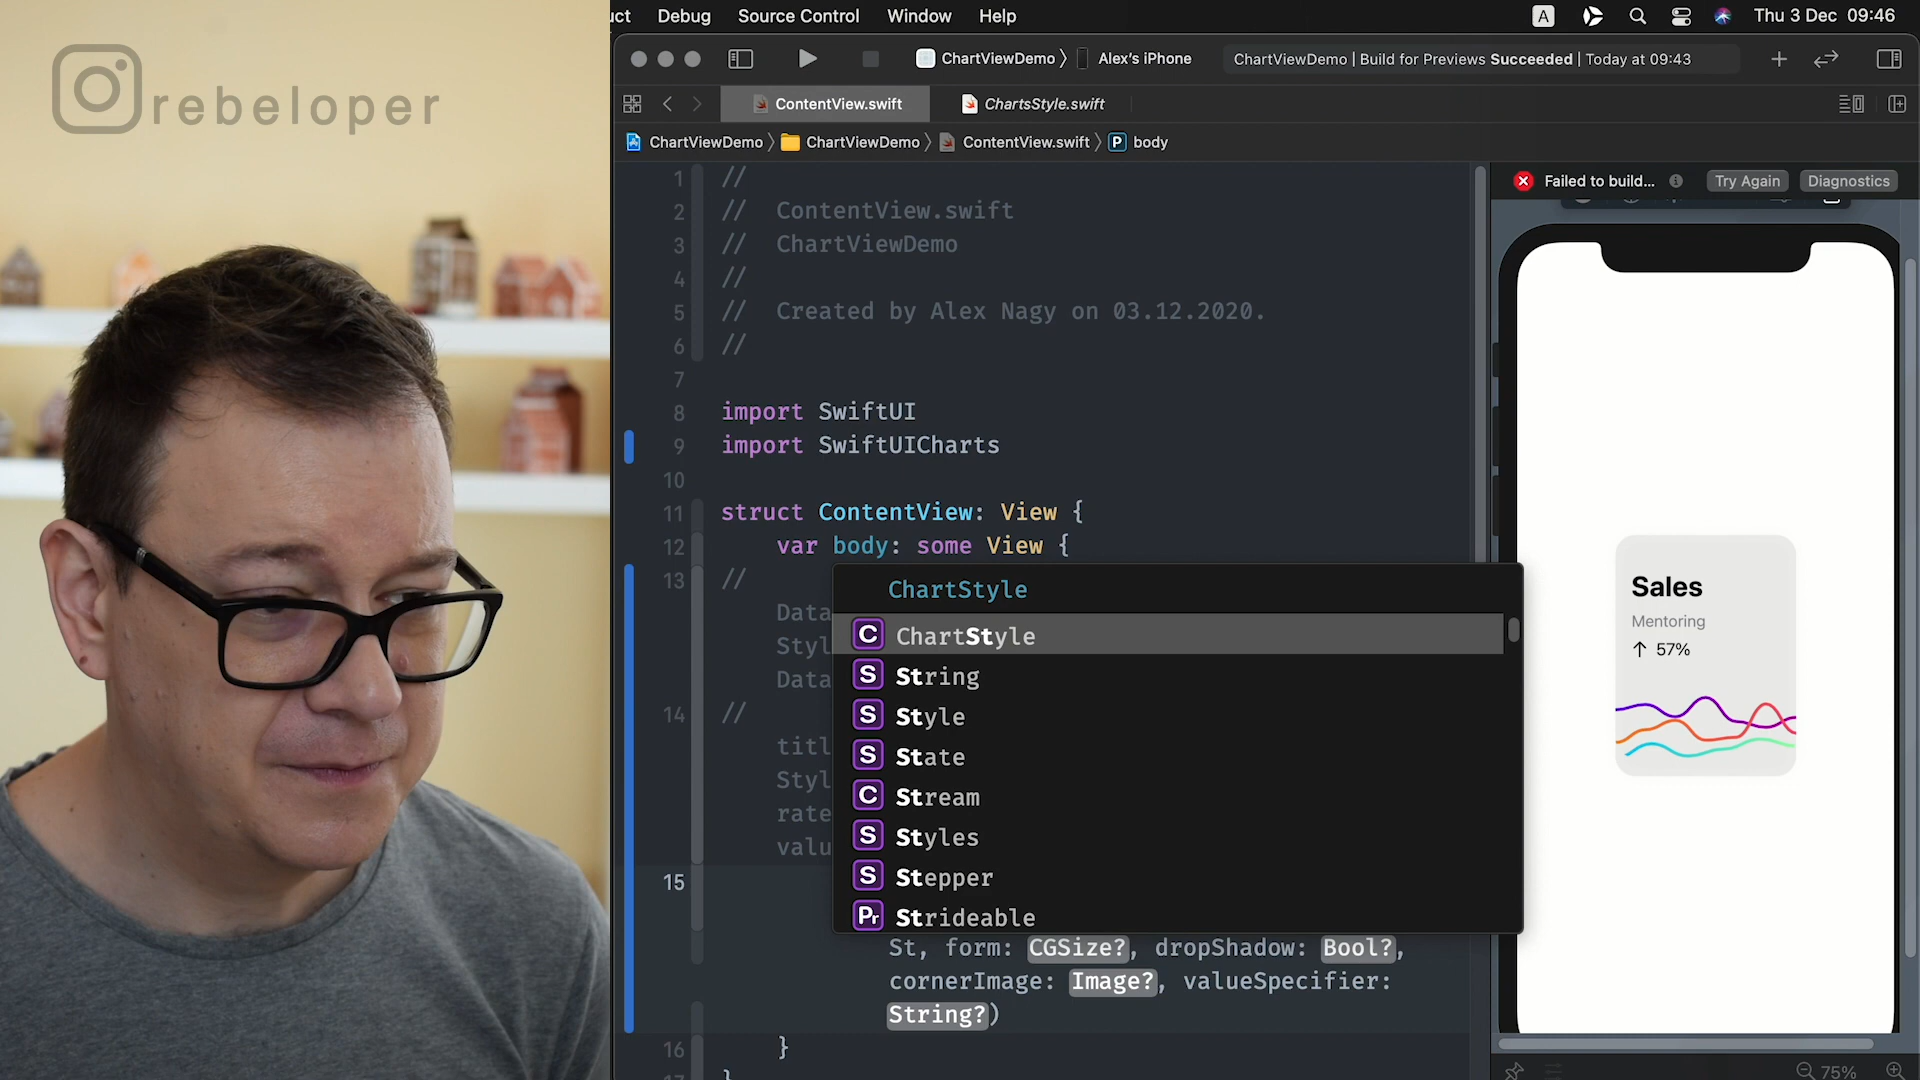 uct Debug Source Control Window Help A Thu 3 Dec 09:46
rebeloper
ChartViewDemo 〉 Alex's iPhone ChartViewDemo | Build for Previews Succeeded | Today at 09:43
ContentView.swift ChartsStyle.swift
ChartViewDemo 〉 ChartViewDemo 〉 ContentView.swift 〉 P body
Failed to build... Try Again Diagnostics
1 //
2 // ContentView.swift
3 // ChartViewDemo
4 //
5 // Created by Alex Nagy on 03.12.2020.
6 //
7
8 import SwiftUI
9 import SwiftUICharts
10
11 struct ContentView: View {
12 var body: some View {
13 //
Data
Styl
Data
14 //
titl
Styl
rate
valu
15
ChartStyle
C ChartStyle
S String
S Style
S State
C Stream
S Styles
S Stepper
Pr Strideable
St, form: CGSize?, dropShadow: Bool?,
cornerImage: Image?, valueSpecifier:
String?)
16 }
Sales
Mentoring
↑ 57%
75%